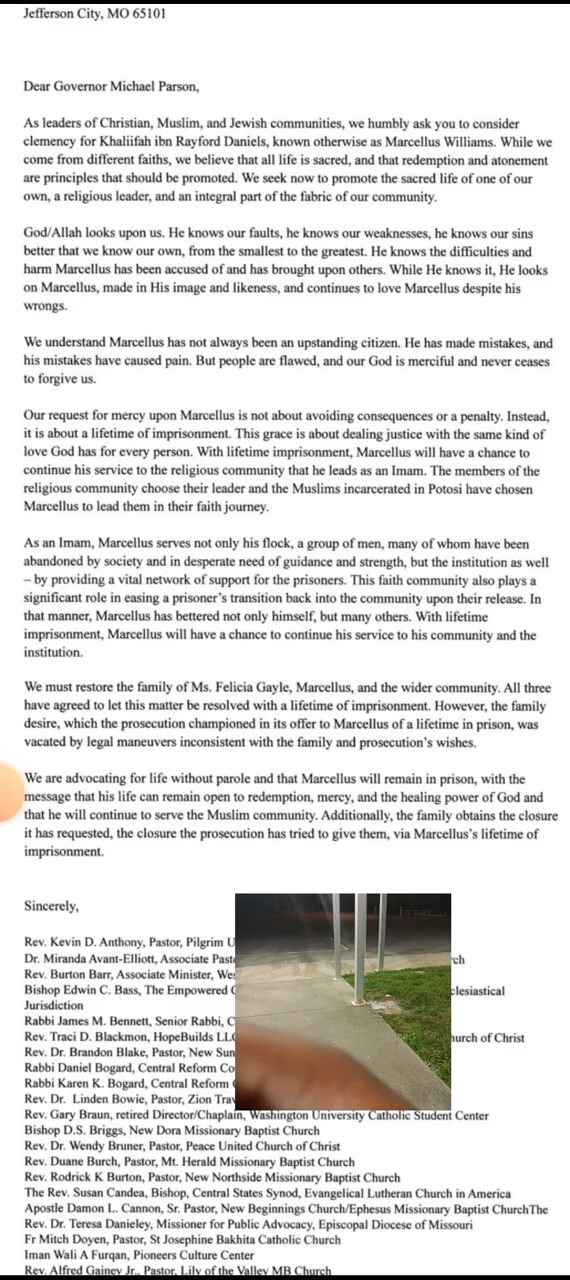 Jefferson City, MO 65101
Dear Governor Michael Parson,
As leaders of Christian, Muslim, and Jewish communities, we humbly ask you to consider
clemency for Khaliifah ibn Rayford Daniels, known otherwise as Marcellus Williams. While we
come from different faiths, we believe that all life is sacred, and that redemption and atonement
are principles that should be promoted. We seek now to promote the sacred life of one of our
own, a religious leader, and an integral part of the fabric of our community.
God/Allah looks upon us. He knows our faults, he knows our weaknesses, he knows our sins
better that we know our own, from the smallest to the greatest. He knows the difficulties and
harm Marcellus has been accused of and has brought upon others. While He knows it, He looks
on Marcellus, made in His image and likeness, and continues to love Marcellus despite his
wrongs.
We understand Marcellus has not always been an upstanding citizen. He has made mistakes, and
his mistakes have caused pain. But people are flawed, and our God is merciful and never ceases
to forgive us.
Our request for mercy upon Marcellus is not about avoiding consequences or a penalty. Instead,
it is about a lifetime of imprisonment. This grace is about dealing justice with the same kind of
love God has for every person. With lifetime imprisonment, Marcellus will have a chance to
continue his service to the religious community that he leads as an Imam. The members of the
religious community choose their leader and the Muslims incarcerated in Potosi have chosen
Marcellus to lead them in their faith journey.
As an Imam, Marcellus serves not only his flock, a group of men, many of whom have been
abandoned by society and in desperate need of guidance and strength, but the institution as well
– by providing a vital network of support for the prisoners. This faith community also plays a
significant role in easing a prisoner's transition back into the community upon their release. In
that manner, Marcellus has bettered not only himself, but many others. With lifetime
imprisonment, Marcellus will have a chance to continue his service to his community and the
institution.
We must restore the family of Ms. Felicia Gayle, Marcellus, and the wider community. All three
have agreed to let this matter be resolved with a lifetime of imprisonment. However, the family
desire, which the prosecution championed in its offer to Marcellus of a lifetime in prison, was
vacated by legal maneuvers inconsistent with the family and prosecution's wishes.
We are advocating for life without parole and that Marcellus will remain in prison, with the
message that his life can remain open to redemption, mercy, and the healing power of God and
that he will continue to serve the Muslim community. Additionally, the family obtains the closure
it has requested, the closure the prosecution has tried to give them, via Marcellus's lifetime of
imprisonment.
Sincerely,
Rev. Kevin D. Anthony, Pastor, Pilgrim
Dr. Miranda Avant-Elliott, Associate
Rev. Burton Barr, Associate Minister,
Bishop Edwin C. Bass, The Empowered
Jurisdiction
Rabbi James M. Bennett, Senior Rabbi,
Rev. Traci D. Blackmon, HopeBuilds of Christ
Rev. Dr. Brandon Blake, Pastor, New
Rabbi Daniel Bogard, Central Reform
Rabbi Karen K. Bogard, Central Reform
Rev. Dr. Linden Bowie, Pastor, Zion
Rev. Gary Braun, retired Director/Chaplain, Washington University Catholic Student Center
Bishop D.S. Briggs, New Dora Missionary Baptist Church
Rev. Dr. Wendy Bruner, Pastor, Peace United Church of Christ
Rev. Duane Burch, Pastor, Mt. Herald Missionary Baptist Church
Rev. Rodrick K Burton, Pastor, New Northside Missionary Baptist Church
The Rev. Susan Candea, Bishop, Central States Synod, Evangelical Lutheran Church in America
Apostle Damon L. Cannon, Sr. Pastor, New Beginnings Church/Ephesus Missionary Baptist ChurchThe
Rev. Dr. Teresa Danieley, Missioner for Public Advocacy, Episcopal Diocese of Missouri
Fr Mitch Doyen, Pastor, St Josephine Bakhita Catholic Church
Iman Wali A Furqan, Pioneers Culture Center
Rev. Alfred Gainey Jr., Pastor, Lily of the Valley MB Church